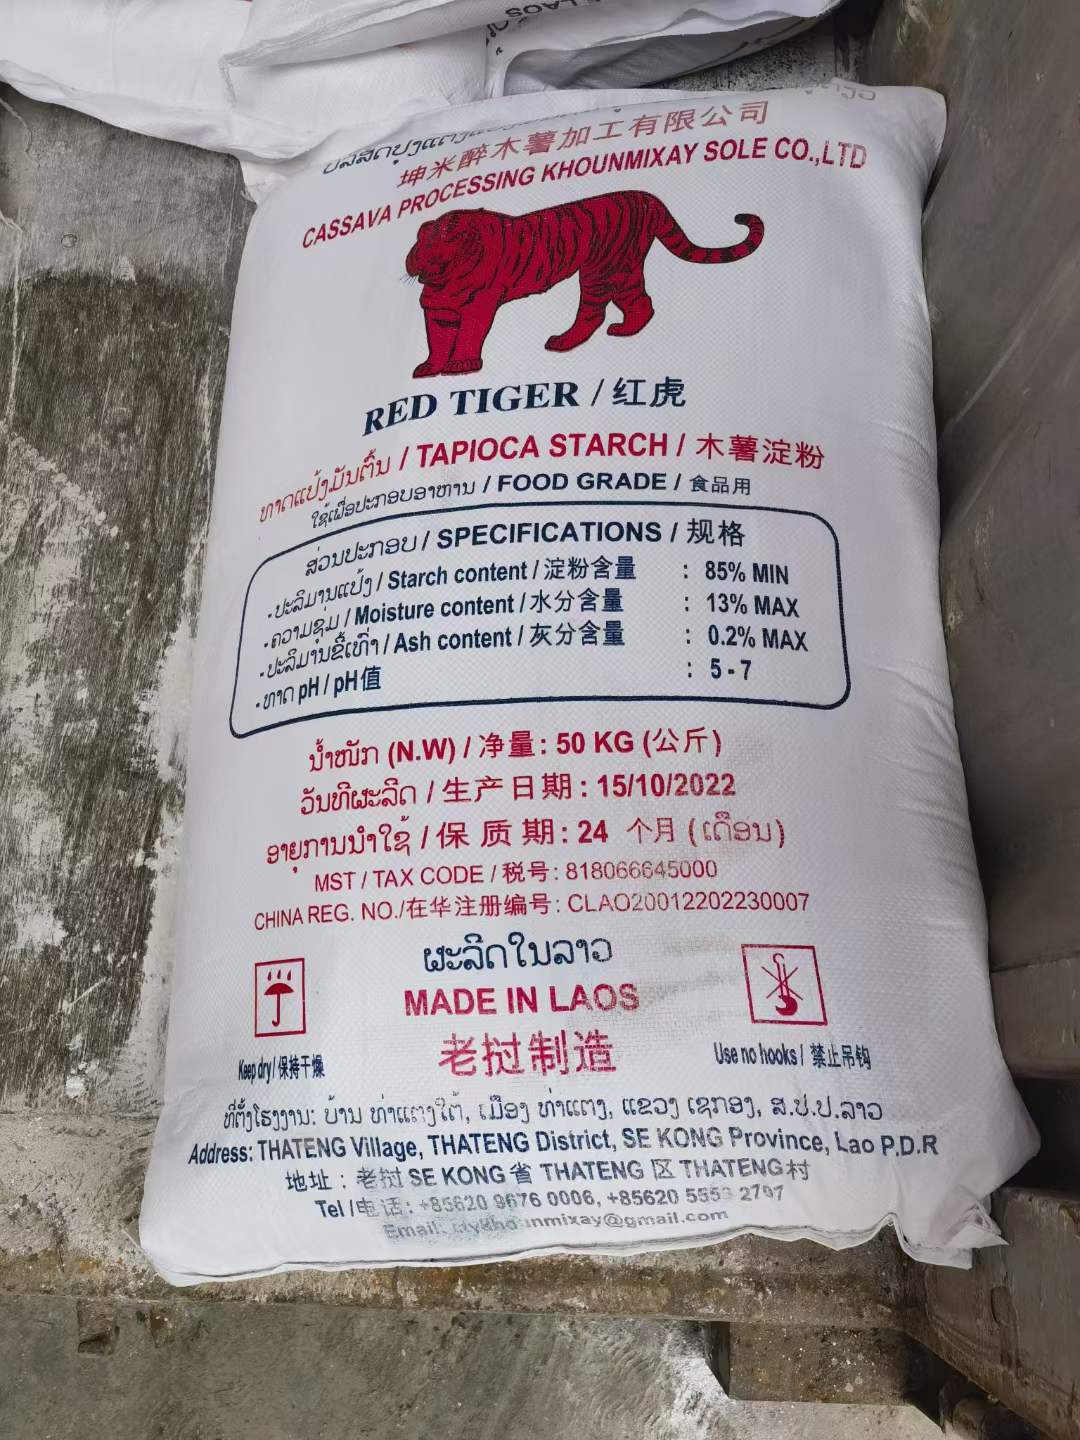 坤米醉木薯加工有限公司
CASSAVA PROCESSING KHOUNMIXAY SOLE CO.,LTD
RED TIGER / 红虎
ທາດແປ້ງມັນຕົ້ນ / TAPIOCA STARCH / 木薯淀粉
ໃຊ້ເພື່ອປະກອບອາຫານ / FOOD GRADE / 食品用
ສ່ວນປະກອບ / SPECIFICATIONS / 规格
·ປະລິມານແປ້ງ / Starch content / 淀粉含量 : 85% MIN
·ຄວາມຊຸ່ມ / Moisture content / 水分含量 : 13% MAX
·ປະລິມານຂີ້ເທົ່າ / Ash content / 灰分含量 : 0.2% MAX
·ທາດ pH / pH值 : 5 - 7
ນ້ຳໜັກ (N.W) / 净量: 50 KG (公斤)
ວັນທີຜະລິດ / 生产日期 : 15/10/2022
ອາຍຸການນຳໃຊ້ / 保质期: 24 个月 (ເດືອນ)
MST / TAX CODE / 税号: 818066645000
CHINA REG. NO./在华注册编号: CLAO20012202230007
ຜະລິດໃນລາວ
MADE IN LAOS
老挝制造
Keep dry / 保持干燥
Use no hooks / 禁止吊钩
ທີ່ຕັ້ງໂຮງງານ: ບ້ານ ທ່າແຕງໃຕ້, ເມືອງ ທ່າແຕງ, ແຂວງ ເຊກອງ, ສ.ປ.ປ.ລາວ
Address: THATENG Village, THATENG District, SE KONG Province, Lao P.D.R
地址：老挝 SE KONG 省 THATENG 区 THATENG 村
Tel /电话: +85620 9676 0006, +85620 5553 2797
Email: @gmail.com